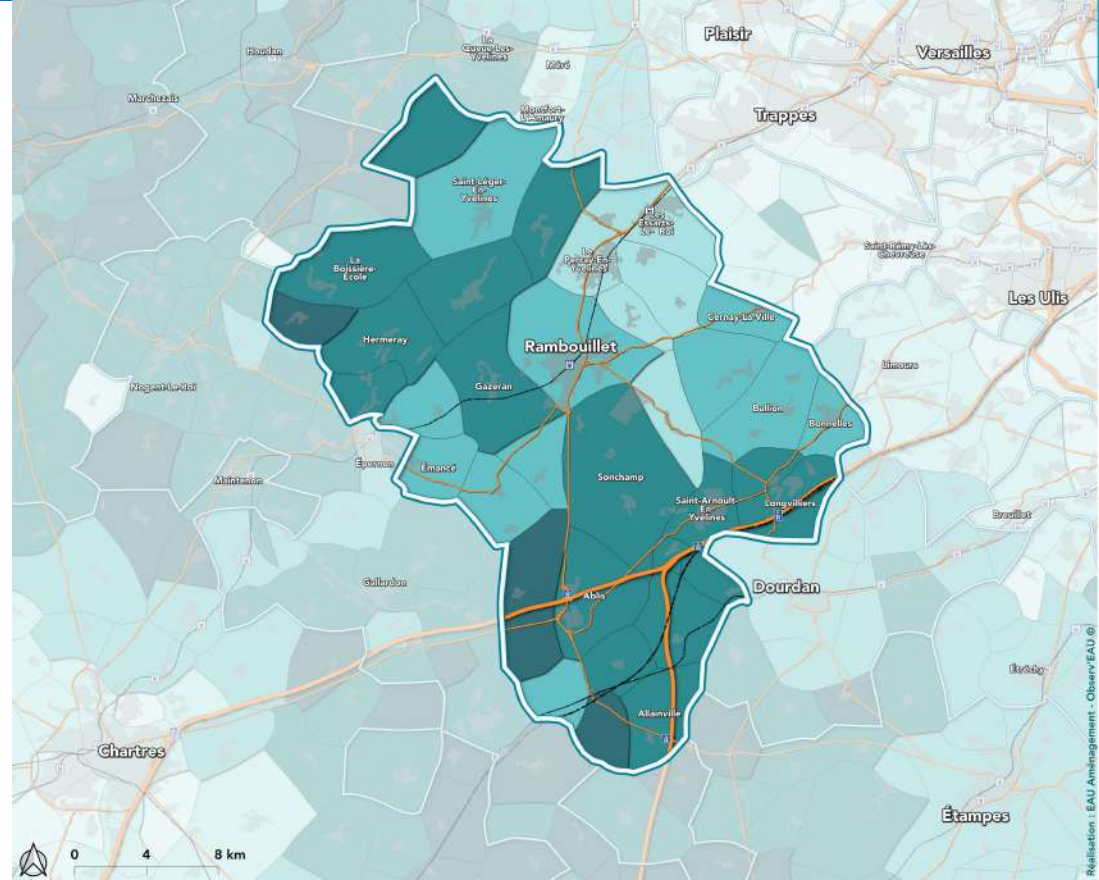 Plaisir
La
Queue-Les-
Yvelines
Houdan
Versailles
Méré
Marchezais
Montfort-
L'Amaury
Trappes
Saint-Léger-
En-
Yvelines
Les
Essarts-
Le-Roi
Saint-Rémy-Lès-
Chevreuse
La
Boissière-
École
Le
Perray-En-
Yvelines
Les Ulis
Cernay-La-Ville
Hermeray
Rambouillet
Limours
Nogent-Le-Roi
Gazeran
Bullion
Bonnelles
Épernon
Émancé
Sonchamp
Maintenon
Saint-Arnoult-
En-
Yvelines
Longvilliers
Breuillet
Gallardon
Dourdan
Ablis
Étréchy
Allainville
Chartres
Étampes
0 4 8 km
Réalisation : EAU Aménagement - Observ'EAU ©